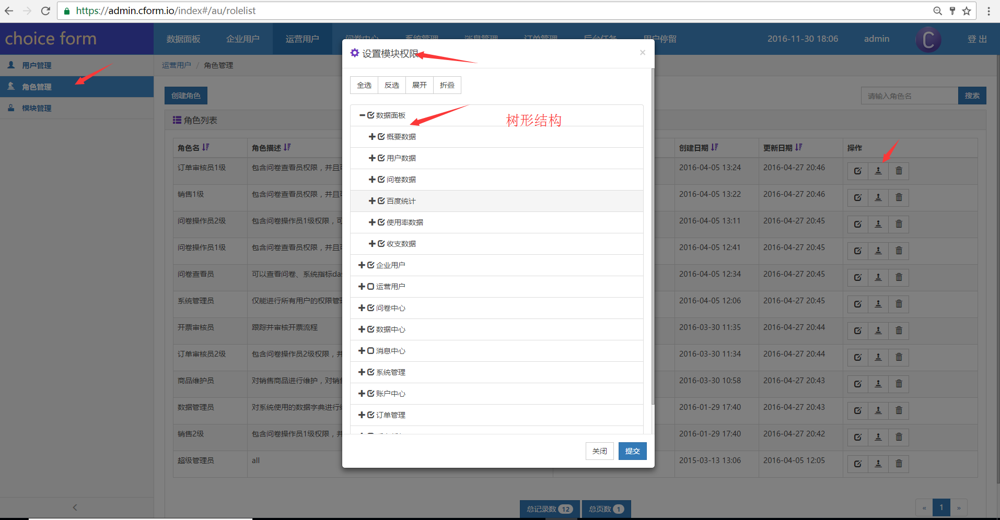 https://admin.cform.io/index#/au/rolelist
choice form
数据面板 企业用户 运营用户 问卷中心 系统管理 消息管理 订单管理 后台任务 用户停留 2016-11-30 18:06 admin C 登 出
用户管理
角色管理
模块管理
运营用户 / 角色管理
创建角色
请输入角色名 搜索
角色列表
角色名 角色描述 创建日期 更新日期 操作
订单审核员1级 包含问卷查看员权限，并且 2016-04-05 13:24 2016-04-27 20:46
销售1级 包含问卷查看员权限，并且 2016-04-05 13:22 2016-04-27 20:46
问卷操作员2级 包含问卷操作员1级权限，可 2016-04-05 13:11 2016-04-27 20:45
问卷操作员1级 包含问卷查看员权限，并且 2016-04-05 12:41 2016-04-27 20:45
问卷查看员 可以查看问卷、系统指标da 2016-04-05 12:34 2016-04-27 20:45
系统管理员 仅能进行所有用户的权限管 2016-04-05 12:06 2016-04-27 20:45
开票审核员 跟踪并审核开票流程 2016-03-30 11:35 2016-04-27 20:44
订单审核员2级 包含问卷操作员2级权限，并 2016-03-30 11:34 2016-04-27 20:44
商品维护员 对销售商品进行维护，对销 2016-03-30 10:58 2016-04-27 20:43
数据管理员 对系统使用的数据字典进行 2016-01-29 17:40 2016-04-27 20:43
销售2级 包含问卷操作员1级权限，并 2016-01-29 17:40 2016-04-27 20:42
超级管理员 all 2015-03-13 13:06 2016-04-05 12:05
总记录数 12 总页数 1
« 1 »
设置模块权限 ×
全选 反选 展开 折叠
数据面板
树形结构
概要数据
用户数据
问卷数据
百度统计
使用率数据
收支数据
企业用户
运营用户
问卷中心
数据中心
消息中心
系统管理
账户中心
订单管理
关闭 提交